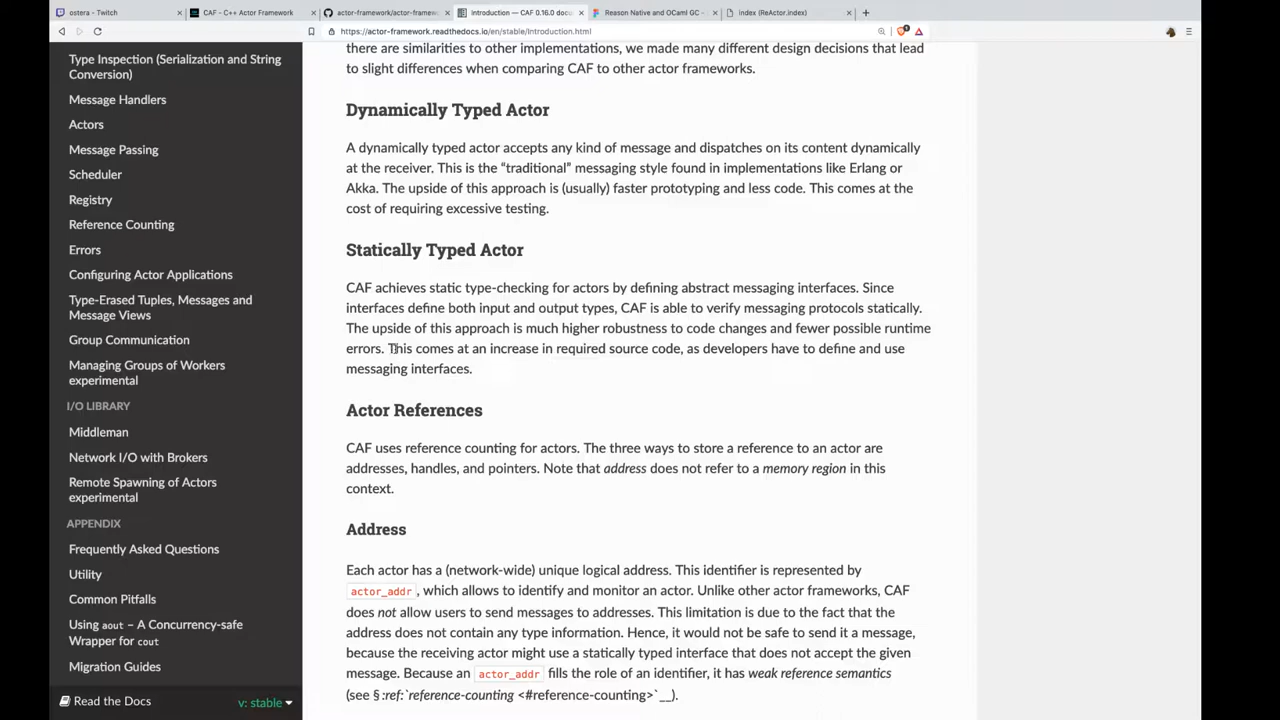 ostera - Twitch
CAF - C++ Actor Framework
actor-framework/actor-framew
Introduction — CAF 0.16.0 docu
Reason Native and OCaml GC -
index (ReActor.index)
https://actor-framework.readthedocs.io/en/stable/Introduction.html
Type Inspection (Serialization and String
Conversion)
Message Handlers
Actors
Message Passing
Scheduler
Registry
Reference Counting
Errors
Configuring Actor Applications
Type-Erased Tuples, Messages and
Message Views
Group Communication
Managing Groups of Workers
experimental
I/O LIBRARY
Middleman
Network I/O with Brokers
Remote Spawning of Actors
experimental
APPENDIX
Frequently Asked Questions
Utility
Common Pitfalls
Using aout – A Concurrency-safe
Wrapper for cout
Migration Guides
Read the Docs
v: stable
there are similarities to other implementations, we made many different design decisions that lead
to slight differences when comparing CAF to other actor frameworks.
Dynamically Typed Actor
A dynamically typed actor accepts any kind of message and dispatches on its content dynamically
at the receiver. This is the “traditional” messaging style found in implementations like Erlang or
Akka. The upside of this approach is (usually) faster prototyping and less code. This comes at the
cost of requiring excessive testing.
Statically Typed Actor
CAF achieves static type-checking for actors by defining abstract messaging interfaces. Since
interfaces define both input and output types, CAF is able to verify messaging protocols statically.
The upside of this approach is much higher robustness to code changes and fewer possible runtime
errors. This comes at an increase in required source code, as developers have to define and use
messaging interfaces.
Actor References
CAF uses reference counting for actors. The three ways to store a reference to an actor are
addresses, handles, and pointers. Note that address does not refer to a memory region in this
context.
Address
Each actor has a (network-wide) unique logical address. This identifier is represented by
actor_addr , which allows to identify and monitor an actor. Unlike other actor frameworks, CAF
does not allow users to send messages to addresses. This limitation is due to the fact that the
address does not contain any type information. Hence, it would not be safe to send it a message,
because the receiving actor might use a statically typed interface that does not accept the given
message. Because an actor_addr fills the role of an identifier, it has weak reference semantics
(see § :ref:`reference-counting <#reference-counting>`__).